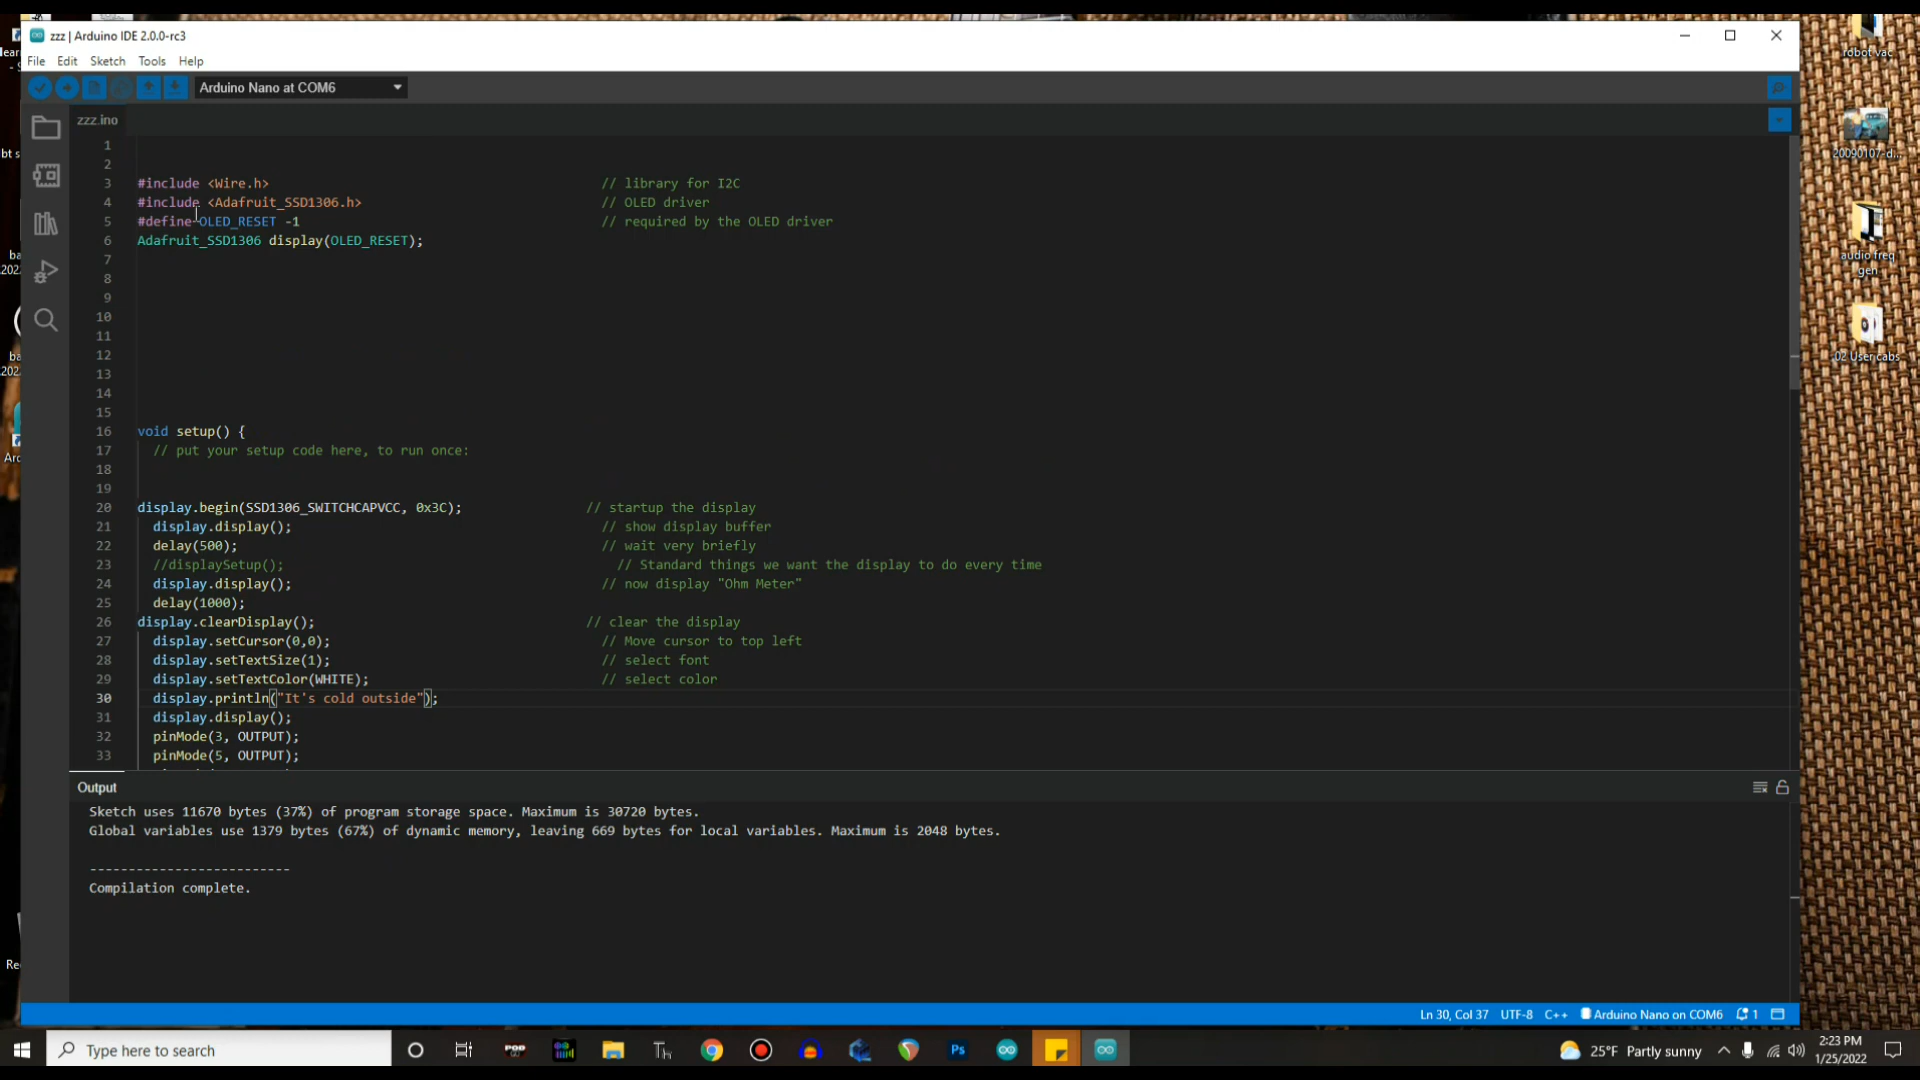 zzz | Arduino IDE 2.0.0-rc3
File Edit Sketch Tools Help
Arduino Nano at COM6
zzz.ino
1
2
3 #include <Wire.h> // library for I2C
4 #include <Adafruit_SSD1306.h> // OLED driver
5 #define OLED_RESET -1 // required by the OLED driver
6 Adafruit_SSD1306 display(OLED_RESET);
7
8
9
10
11
12
13
14
15
16 void setup() {
17 // put your setup code here, to run once:
18
19
20 display.begin(SSD1306_SWITCHCAPVCC, 0x3C); // startup the display
21 display.display(); // show display buffer
22 delay(500); // wait very briefly
23 //displaySetup(); // Standard things we want the display to do every time
24 display.display(); // now display "Ohm Meter"
25 delay(1000);
26 display.clearDisplay(); // clear the display
27 display.setCursor(0,0); // Move cursor to top left
28 display.setTextSize(1); // select font
29 display.setTextColor(WHITE); // select color
30 display.println("It's cold outside");
31 display.display();
32 pinMode(3, OUTPUT);
33 pinMode(5, OUTPUT);
Output
Sketch uses 11670 bytes (37%) of program storage space. Maximum is 30720 bytes.
Global variables use 1379 bytes (67%) of dynamic memory, leaving 669 bytes for local variables. Maximum is 2048 bytes.
--------------------------
Compilation complete.
Ln 30, Col 37 UTF-8 C++ Arduino Nano on COM6 1
robot vac
20090107-d...
audio freq
gen
02 User cabs
Type here to search
POD
Th
Ps
25°F Partly sunny
2:23 PM
1/25/2022